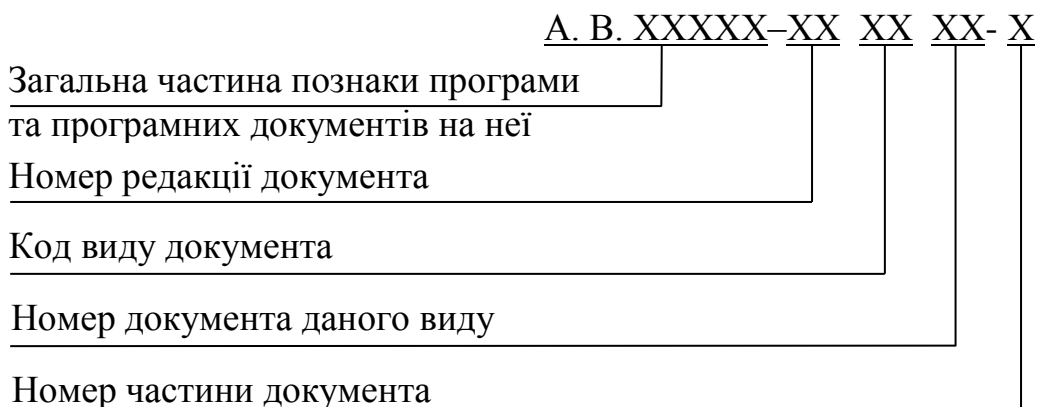 А. В. ХХХХХ–ХХ ХХ ХХ- Х
Загальна частина познаки програми
та програмних документів на неї
Номер редакції документа
Код виду документа
Номер документа даного виду
Номер частини документа